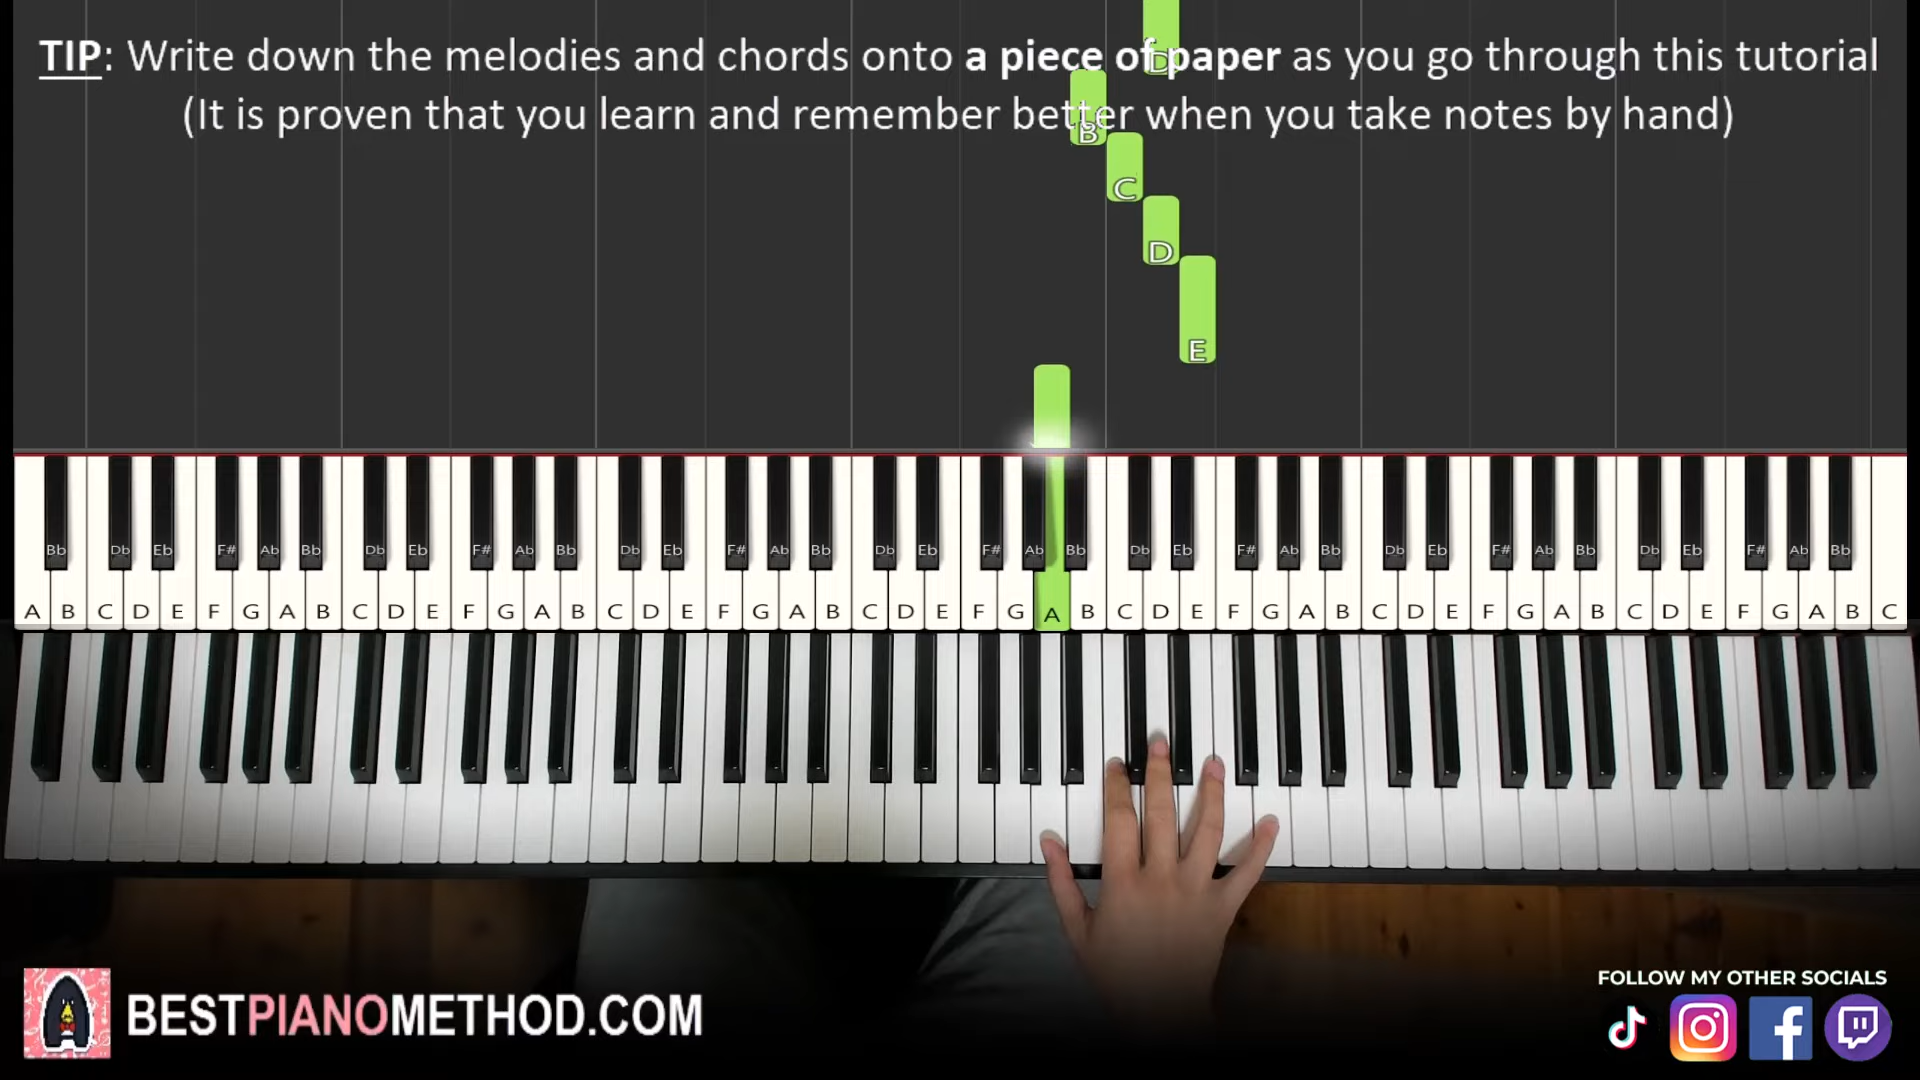 TIP: Write down the melodies and chords onto a piece of paper as you go through this tutorial
(It is proven that you learn and remember better when you take notes by hand)
D
B
C
D
E
Bb Db Eb F# Ab Bb Db Eb F# Ab Bb Db Eb F# Ab Bb Db Eb F# Ab Bb Db Eb F# Ab Bb Db Eb F# Ab Bb Db Eb F# Ab Bb
A B C D E F G A B C D E F G A B C D E F G A B C D E F G A B C D E F G A B C D E F G A B C D E F G A B C
FOLLOW MY OTHER SOCIALS
BESTPIANOMETHOD.COM